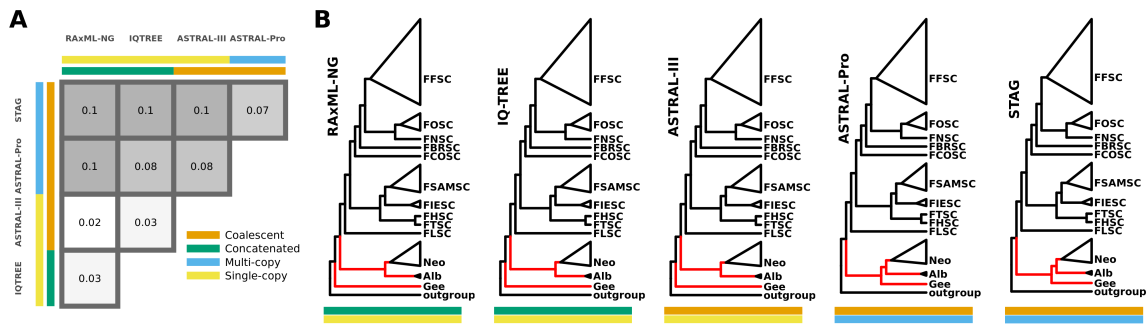 A
RAxML-NG IQTREE ASTRAL-III ASTRAL-Pro
STAG
0.1 0.1 0.1 0.07
ASTRAL-Pro
0.1 0.08 0.08
ASTRAL-III
0.02 0.03
IQTREE
0.03
Coalescent
Concatenated
Multi-copy
Single-copy
B
RAxML-NG
FFSC
FOSC
FNSC
FBRSC
FCOSC
FSAMSC
FIESC
FHSC
FTSC
FLSC
Neo
Alb
Gee
outgroup
IQ-TREE
FFSC
FOSC
FNSC
FBRSC
FCOSC
FSAMSC
FIESC
FHSC
FTSC
FLSC
Neo
Alb
Gee
outgroup
ASTRAL-III
FFSC
FOSC
FNSC
FBRSC
FCOSC
FSAMSC
FIESC
FHSC
FTSC
FLSC
Neo
Alb
Gee
outgroup
ASTRAL-Pro
FFSC
FOSC
FNSC
FBRSC
FCOSC
FSAMSC
FIESC
FTSC
FHSC
FLSC
Neo
Alb
Gee
outgroup
STAG
FFSC
FOSC
FNSC
FBRSC
FCOSC
FSAMSC
FIESC
FTSC
FHSC
FLSC
Neo
Alb
Gee
outgroup